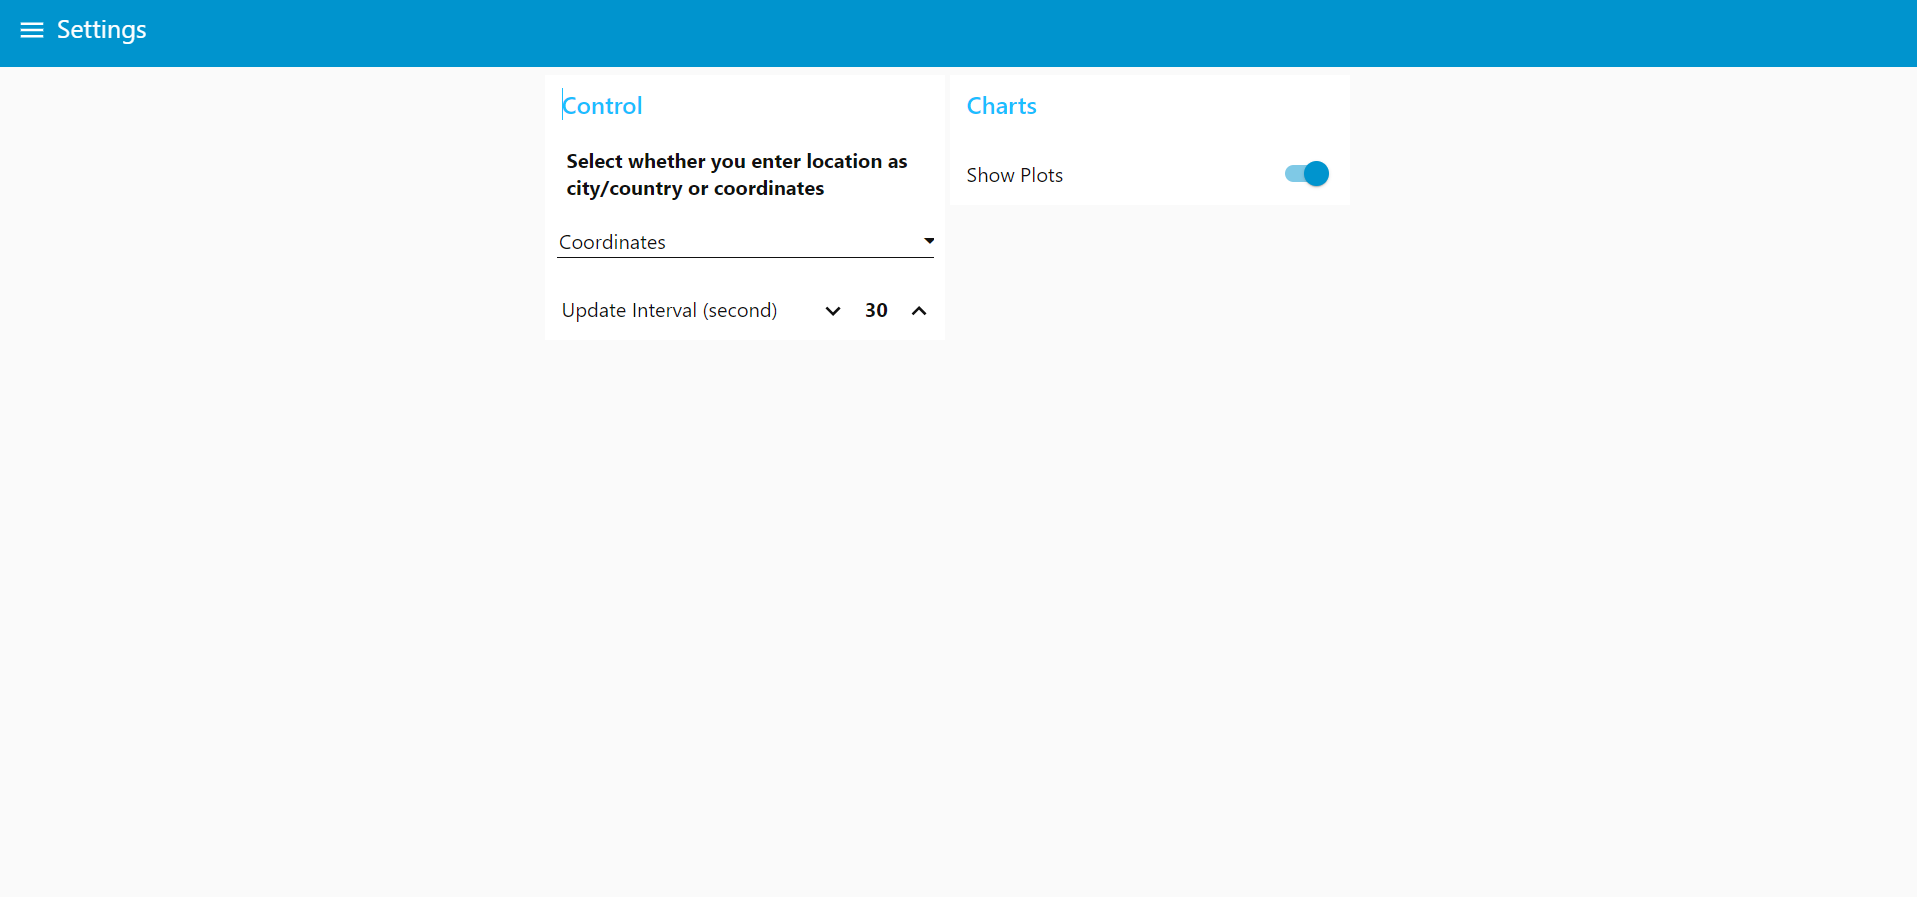 Settings
Control
Select whether you enter location as
city/country or coordinates
Coordinates
Update Interval (second) 30
Charts
Show Plots